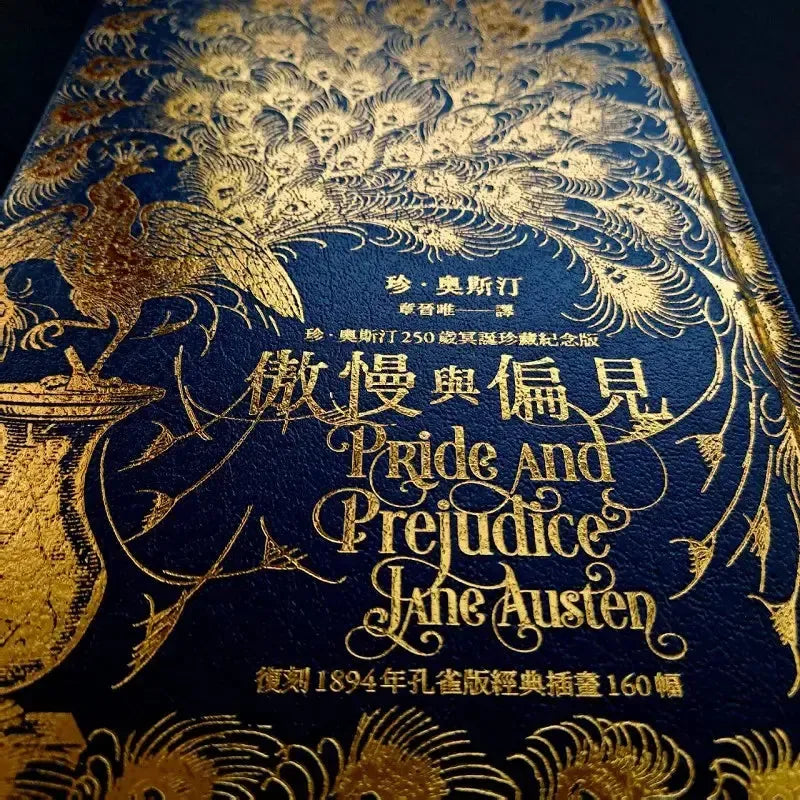 珍·奧斯汀
章晉唯——譯
珍·奧斯汀250歲冥誕珍藏紀念版
傲慢與偏見
Pride and
Prejudice
Jane Austen
復刻1894年孔雀版經典插畫160幅